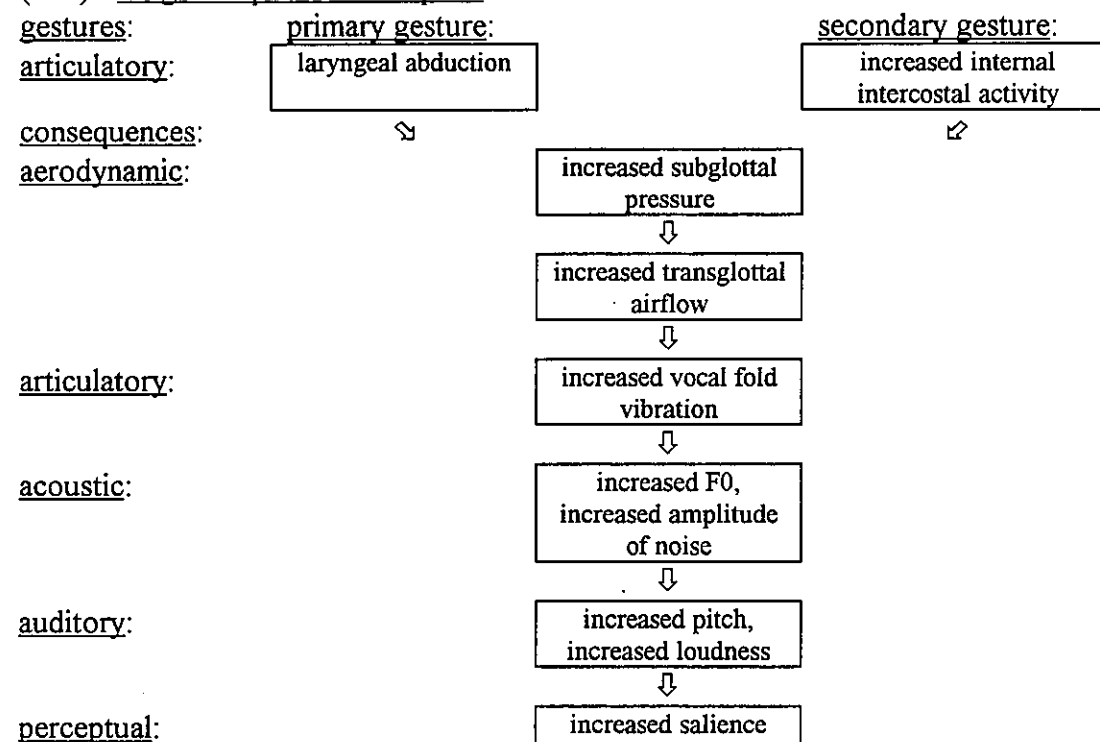 gestures: primary gesture: secondary gesture:
articulatory: laryngeal abduction increased internal
intercostal activity
consequences:
aerodynamic: increased subglottal
pressure
increased transglottal
airflow
articulatory: increased vocal fold
vibration
acoustic: increased F0,
increased amplitude
of noise
auditory: increased pitch,
increased loudness
perceptual: increased salience